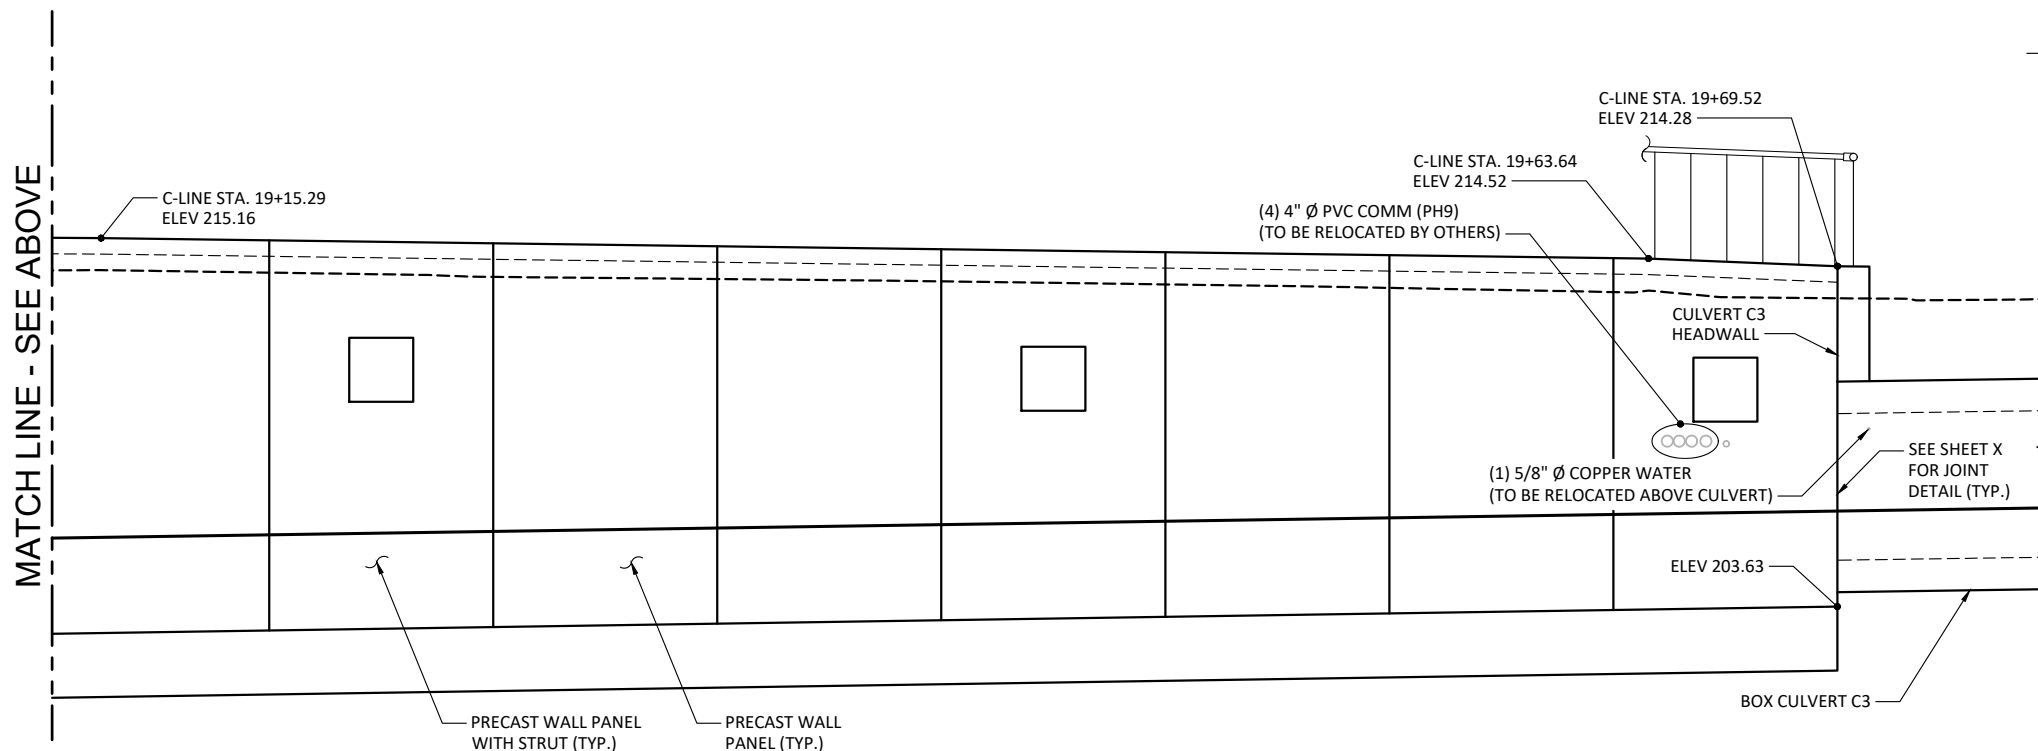 MATCH LINE - SEE ABOVE
C-LINE STA. 19+15.29
ELEV 215.16
C-LINE STA. 19+69.52
ELEV 214.28
C-LINE STA. 19+63.64
ELEV 214.52
(4) 4" Ø PVC COMM (PH9)
(TO BE RELOCATED BY OTHERS)
CULVERT C3
HEADWALL
(1) 5/8" Ø COPPER WATER
(TO BE RELOCATED ABOVE CULVERT)
SEE SHEET X
FOR JOINT
DETAIL (TYP.)
ELEV 203.63
BOX CULVERT C3
PRECAST WALL PANEL
WITH STRUT (TYP.)
PRECAST WALL
PANEL (TYP.)